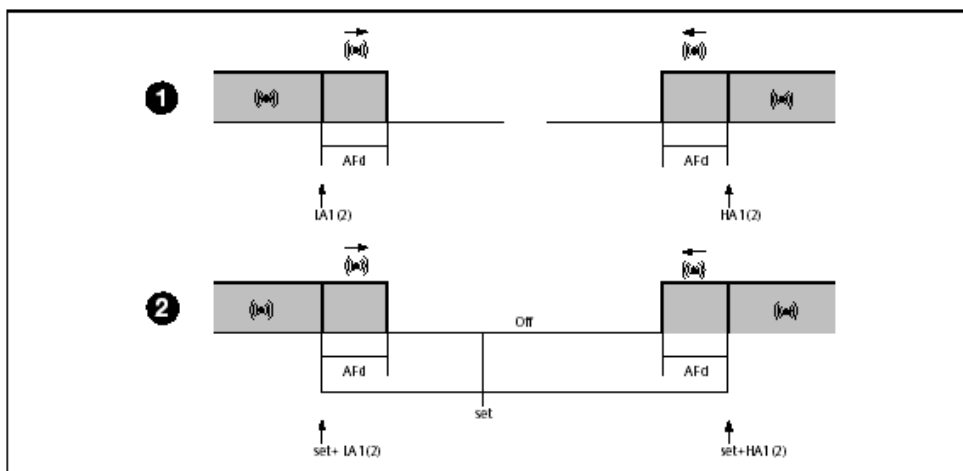 1
AFd
AFd
LA1(2)
HA1(2)
2
Off
AFd
AFd
set
set+ LA1(2)
set+HA1(2)